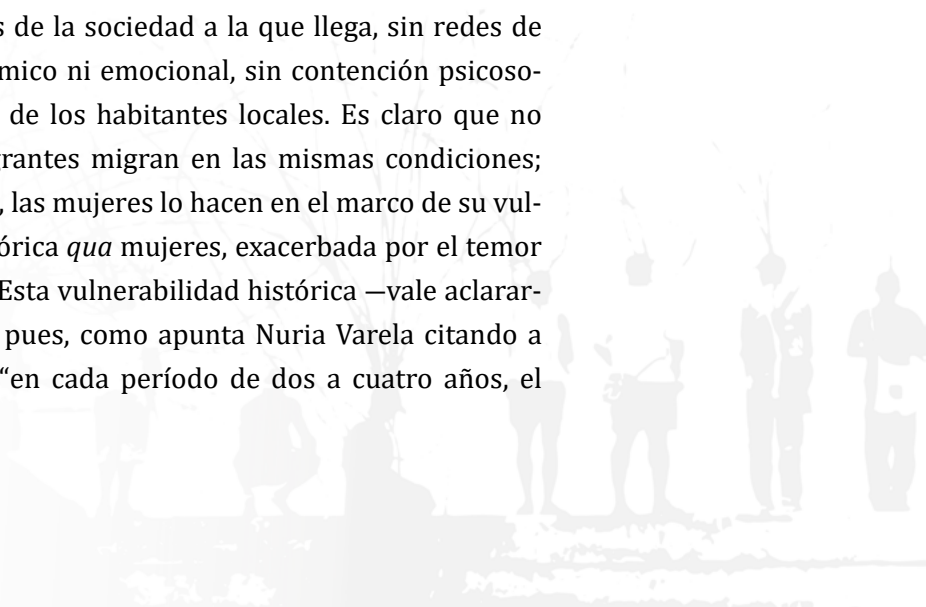 s de la sociedad a la que llega, sin redes de
mico ni emocional, sin contención psicoso-
de los habitantes locales. Es claro que no
grantes migran en las mismas condiciones;
, las mujeres lo hacen en el marco de su vul-
órica qua mujeres, exacerbada por el temor
Esta vulnerabilidad histórica —vale aclarar-
pues, como apunta Nuria Varela citando a
“en cada período de dos a cuatro años, el